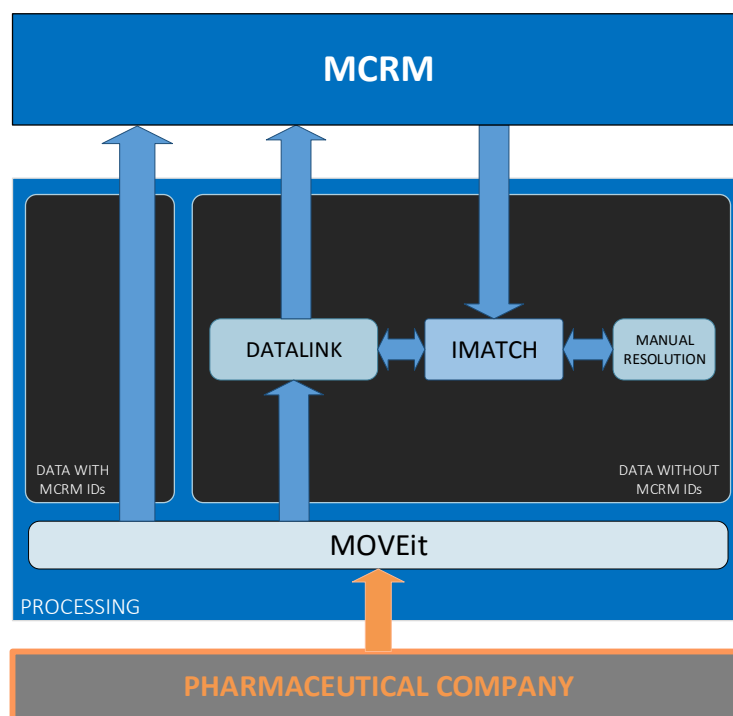 MCRM
DATALINK
IMATCH
MANUAL
RESOLUTION
DATA WITH
MCRM IDs
DATA WITHOUT
MCRM IDs
MOVEit
PROCESSING
PHARMACEUTICAL COMPANY